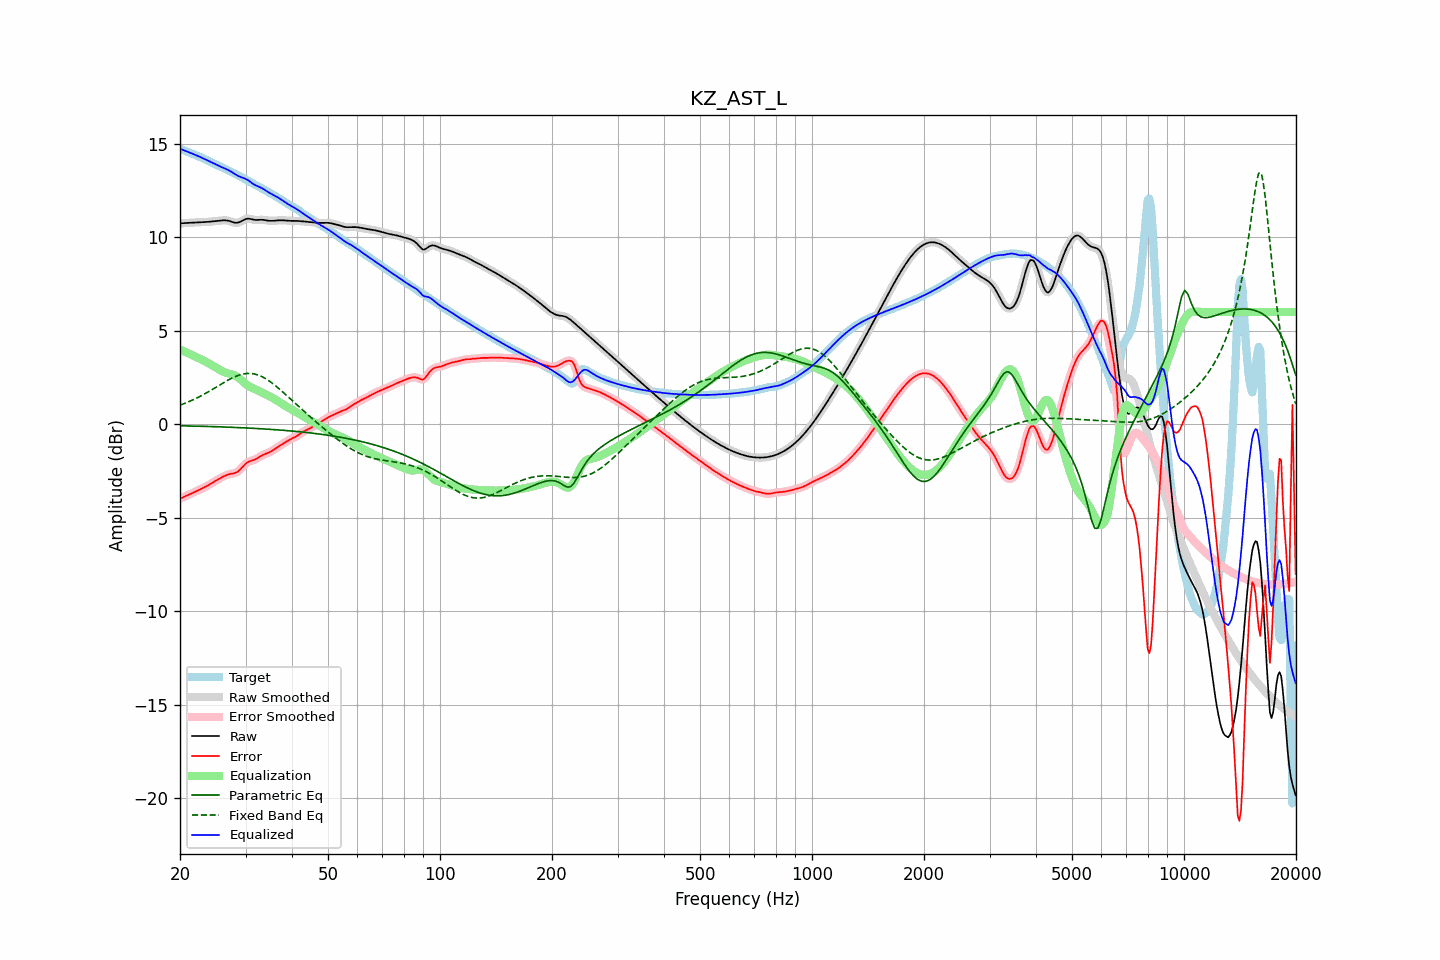 KZ_AST_L
15
10
5
0
−5
−10
−15
−20
Amplitude (dBr)
Target
Raw Smoothed
Error Smoothed
Raw
Error
Equalization
Parametric Eq
Fixed Band Eq
Equalized
20 50 100 200 500 1000 2000 5000 10000 20000
Frequency (Hz)